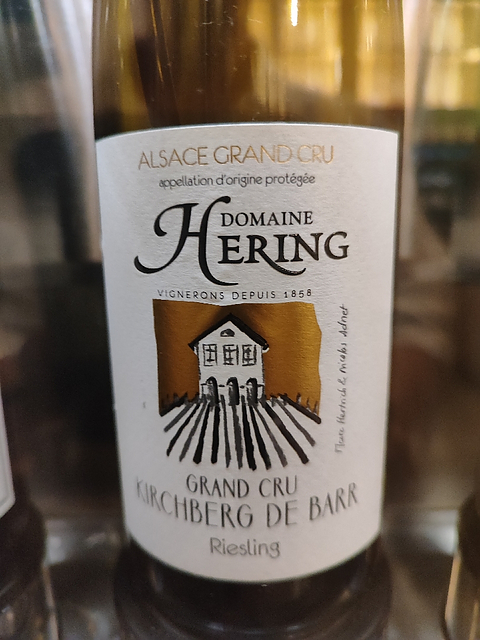 ALSACE GRAND CRU
appellation d'origine protégée
DOMAINE
HERING
VIGNERONS DEPUIS 1858
GRAND CRU
KIRCHBERG DE BARR
Riesling